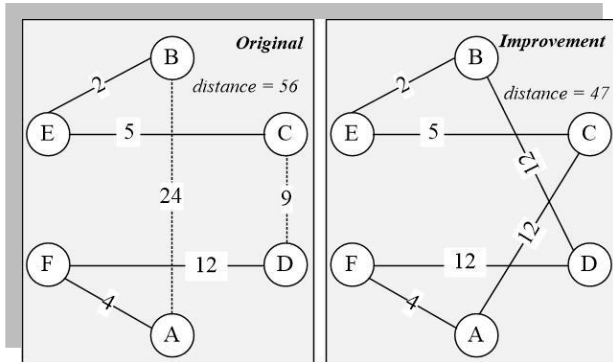 Original
B
distance = 56
2
E
5
C
24
9
F
12
D
4
A
Improvement
B
distance = 47
2
E
5
C
12
12
F
12
D
4
A